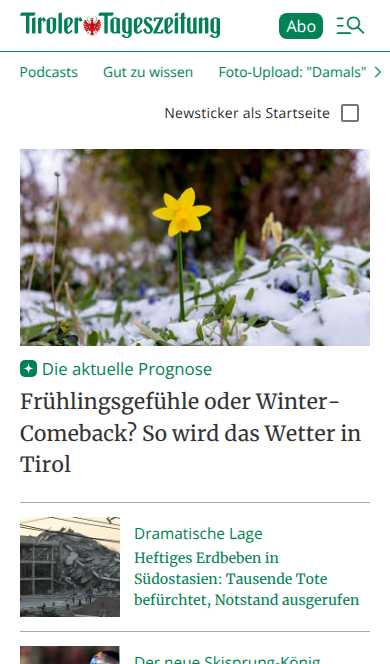 Tiroler Tageszeitung
Abo
Podcasts Gut zu wissen Foto-Upload: "Damals"
Newsticker als Startseite
Die aktuelle Prognose
Frühlingsgefühle oder Winter-
Comeback? So wird das Wetter in
Tirol
Dramatische Lage
Heftiges Erdbeben in
Südostasien: Tausende Tote
befürchtet, Notstand ausgerufen
Der neue Skisprung-König